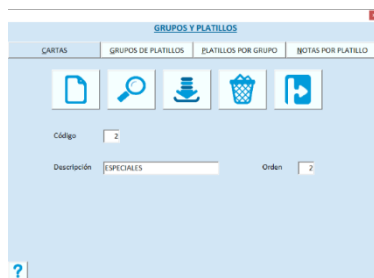 GRUPOS Y PLATILLOS
CARTAS GRUPOS DE PLATILLOS PLATILLOS POR GRUPO NOTAS POR PLATILLO
Código 2
Descripción ESPECIALES Orden 2
?